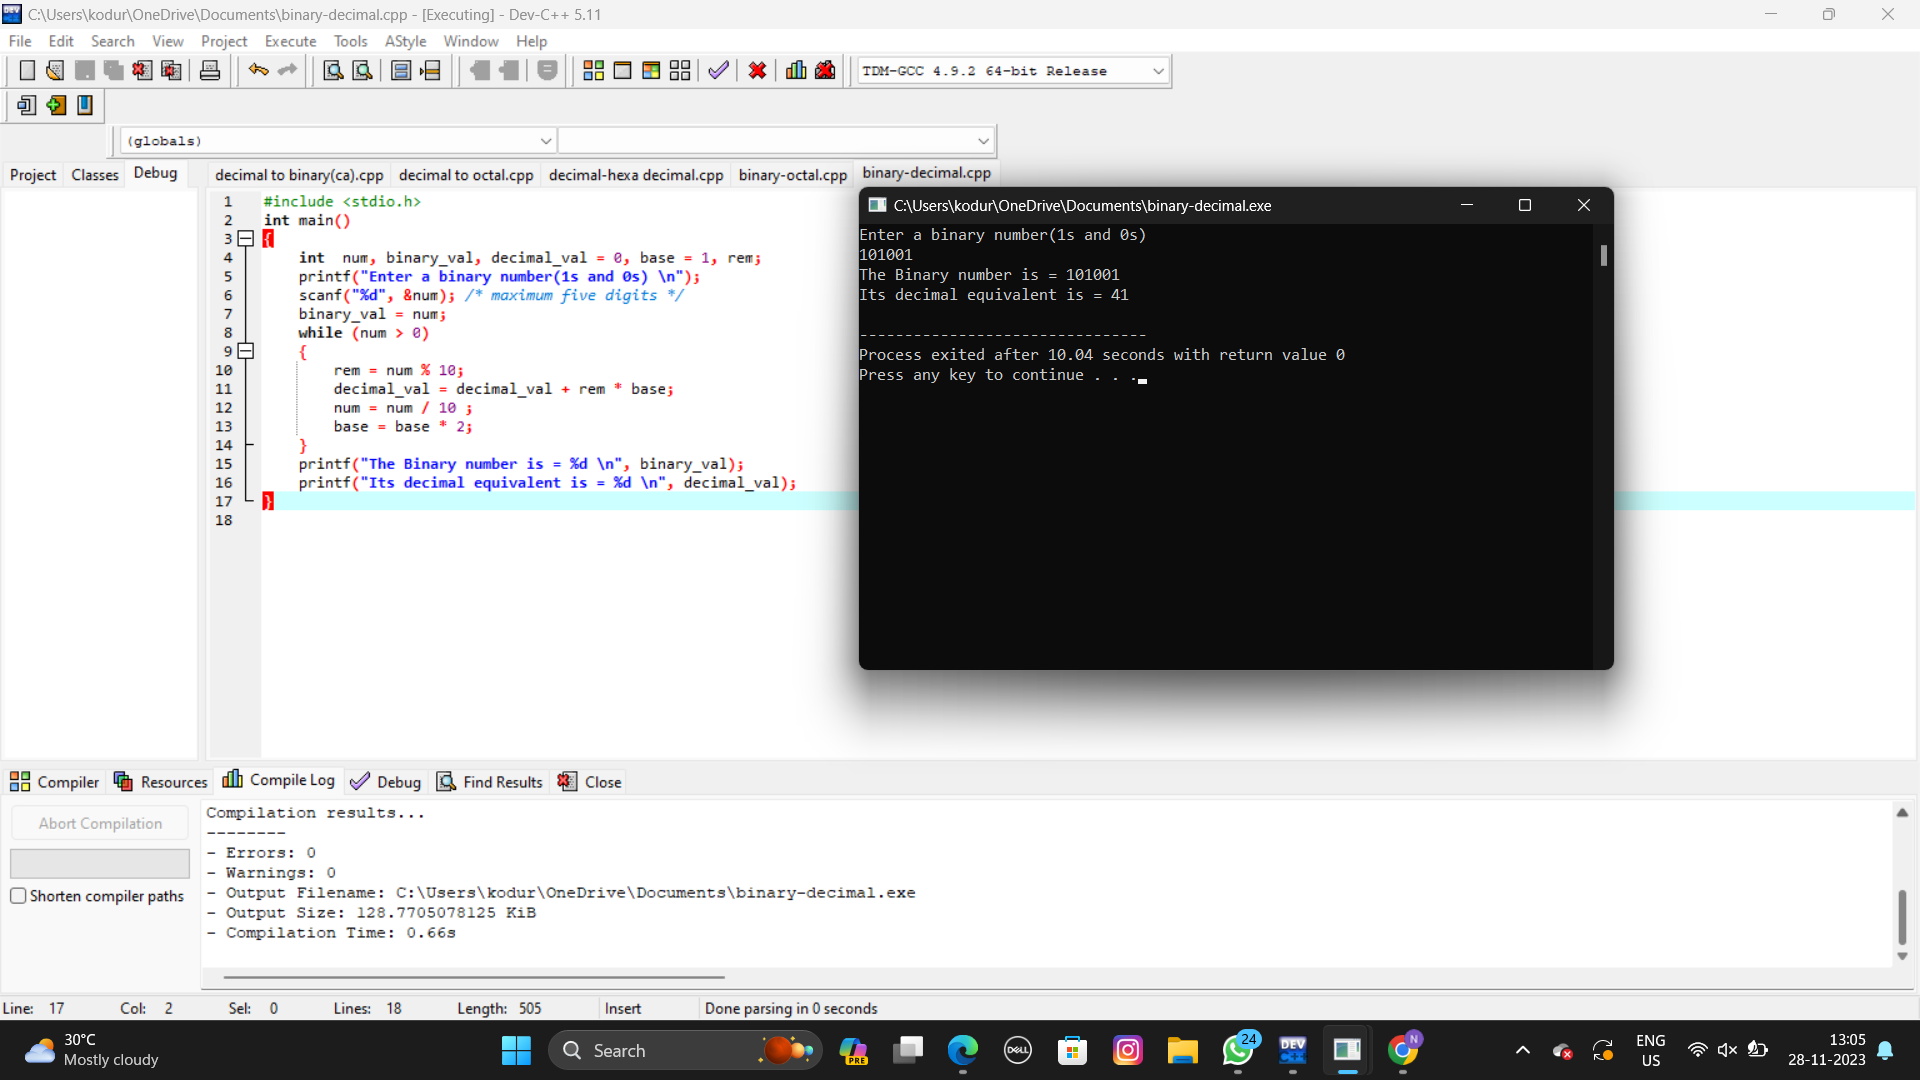 C:\Users\kodur\OneDrive\Documents\binary-decimal.cpp - [Executing] - Dev-C++ 5.11
File Edit Search View Project Execute Tools AStyle Window Help
TDM-GCC 4.9.2 64-bit Release
(globals)
Project Classes Debug
decimal to binary(ca).cpp decimal to octal.cpp decimal-hexa decimal.cpp binary-octal.cpp binary-decimal.cpp
1 #include <stdio.h>
2 int main()
3 {
4 int  num, binary_val, decimal_val = 0, base = 1, rem;
5 printf("Enter a binary number(1s and 0s) \n");
6 scanf("%d", &num); /* maximum five digits */
7 binary_val = num;
8 while (num > 0)
9 {
10 rem = num % 10;
11 decimal_val = decimal_val + rem * base;
12 num = num / 10 ;
13 base = base * 2;
14 }
15 printf("The Binary number is = %d \n", binary_val);
16 printf("Its decimal equivalent is = %d \n", decimal_val);
17 }
18
C:\Users\kodur\OneDrive\Documents\binary-decimal.exe
Enter a binary number(1s and 0s)
101001
The Binary number is = 101001
Its decimal equivalent is = 41
--------------------------------
Process exited after 10.04 seconds with return value 0
Press any key to continue . . .
Compiler Resources Compile Log Debug Find Results Close
Abort Compilation
Shorten compiler paths
Compilation results...
--------
- Errors: 0
- Warnings: 0
- Output Filename: C:\Users\kodur\OneDrive\Documents\binary-decimal.exe
- Output Size: 128.7705078125 KiB
- Compilation Time: 0.66s
Line: 17 Col: 2 Sel: 0 Lines: 18 Length: 505 Insert Done parsing in 0 seconds
30°C
Mostly cloudy
Search
PRE
DELL
24
DEV
C++
N
ENG
US
13:05
28-11-2023